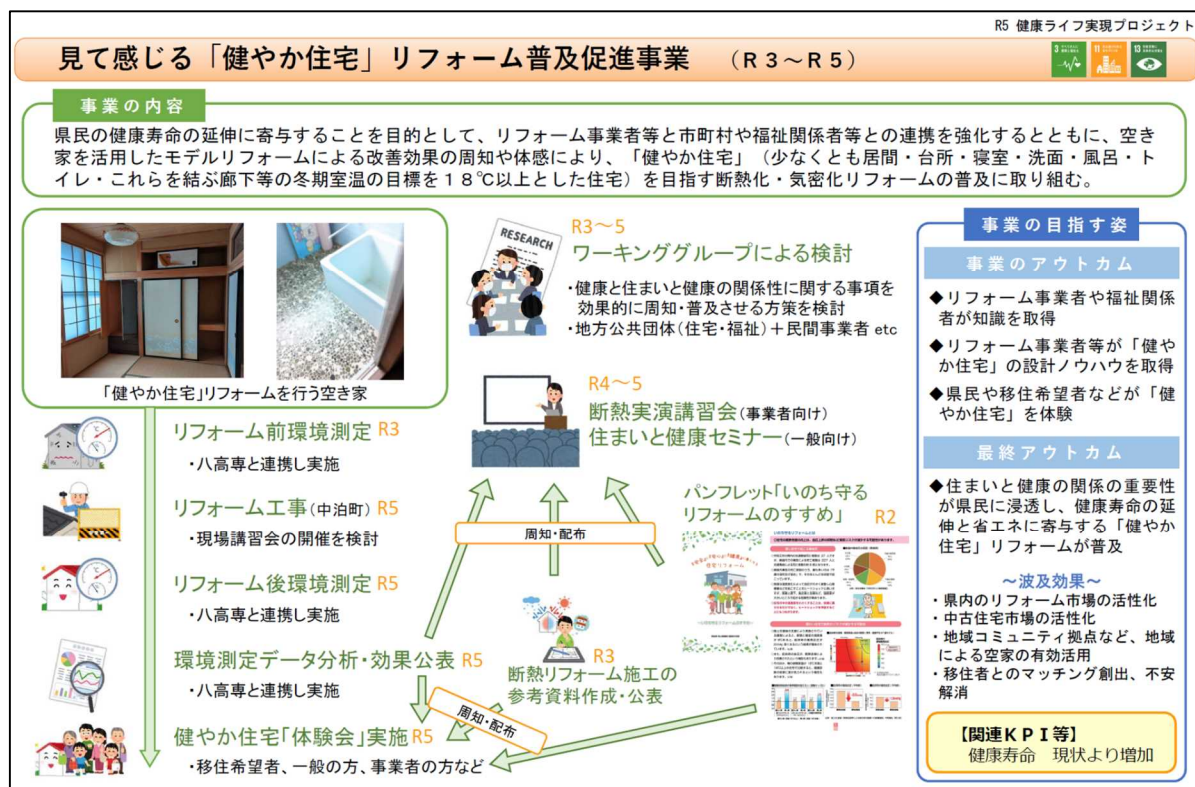 R5 健康ライフ実現プロジェクト
見て感じる「健やか住宅」リフォーム普及促進事業 （R3～R5）
3
11
13
事業の内容
県民の健康寿命の延伸に寄与することを目的として、リフォーム事業者等と市町村や福祉関係者等との連携を強化するとともに、空き
家を活用したモデルリフォームによる改善効果の周知や体感により、「健やか住宅」（少なくとも居間・台所・寝室・洗面・風呂・ト
イレ・これらを結ぶ廊下等の冬期室温の目標を１８℃以上とした住宅）を目指す断熱化・気密化リフォームの普及に取り組む。
「健やか住宅」リフォームを行う空き家
リフォーム前環境測定 R3
・八高専と連携し実施
リフォーム工事（中泊町） R5
・現場講習会の開催を検討
リフォーム後環境測定 R5
・八高専と連携し実施
環境測定データ分析・効果公表 R5
・八高専と連携し実施
健やか住宅「体験会」実施 R5
・移住希望者、一般の方、事業者の方など
RESEARCH
R3～5
ワーキンググループによる検討
・健康と住まいと健康の関係性に関する事項を
効果的に周知・普及させる方策を検討
・地方公共団体（住宅・福祉）＋民間事業者 etc
R4～5
断熱実演講習会（事業者向け）
住まいと健康セミナー（一般向け）
周知・配布
パンフレット「いのち守る
リフォームのすすめ」 R2
R3
断熱リフォーム施工の
参考資料作成・公表
周知・配布
事業の目指す姿
事業のアウトカム
◆リフォーム事業者や福祉関係
者が知識を取得
◆リフォーム事業者等が「健や
か住宅」の設計ノウハウを取得
◆県民や移住希望者などが「健
やか住宅」を体験
最終アウトカム
◆住まいと健康の関係の重要性
が県民に浸透し、健康寿命の延
伸と省エネに寄与する「健やか
住宅」リフォームが普及
～波及効果～
・県内のリフォーム市場の活性化
・中古住宅市場の活性化
・地域コミュニティ拠点など、地域
による空家の有効活用
・移住者とのマッチング創出、不安
解消
【関連ＫＰＩ等】
健康寿命　現状より増加